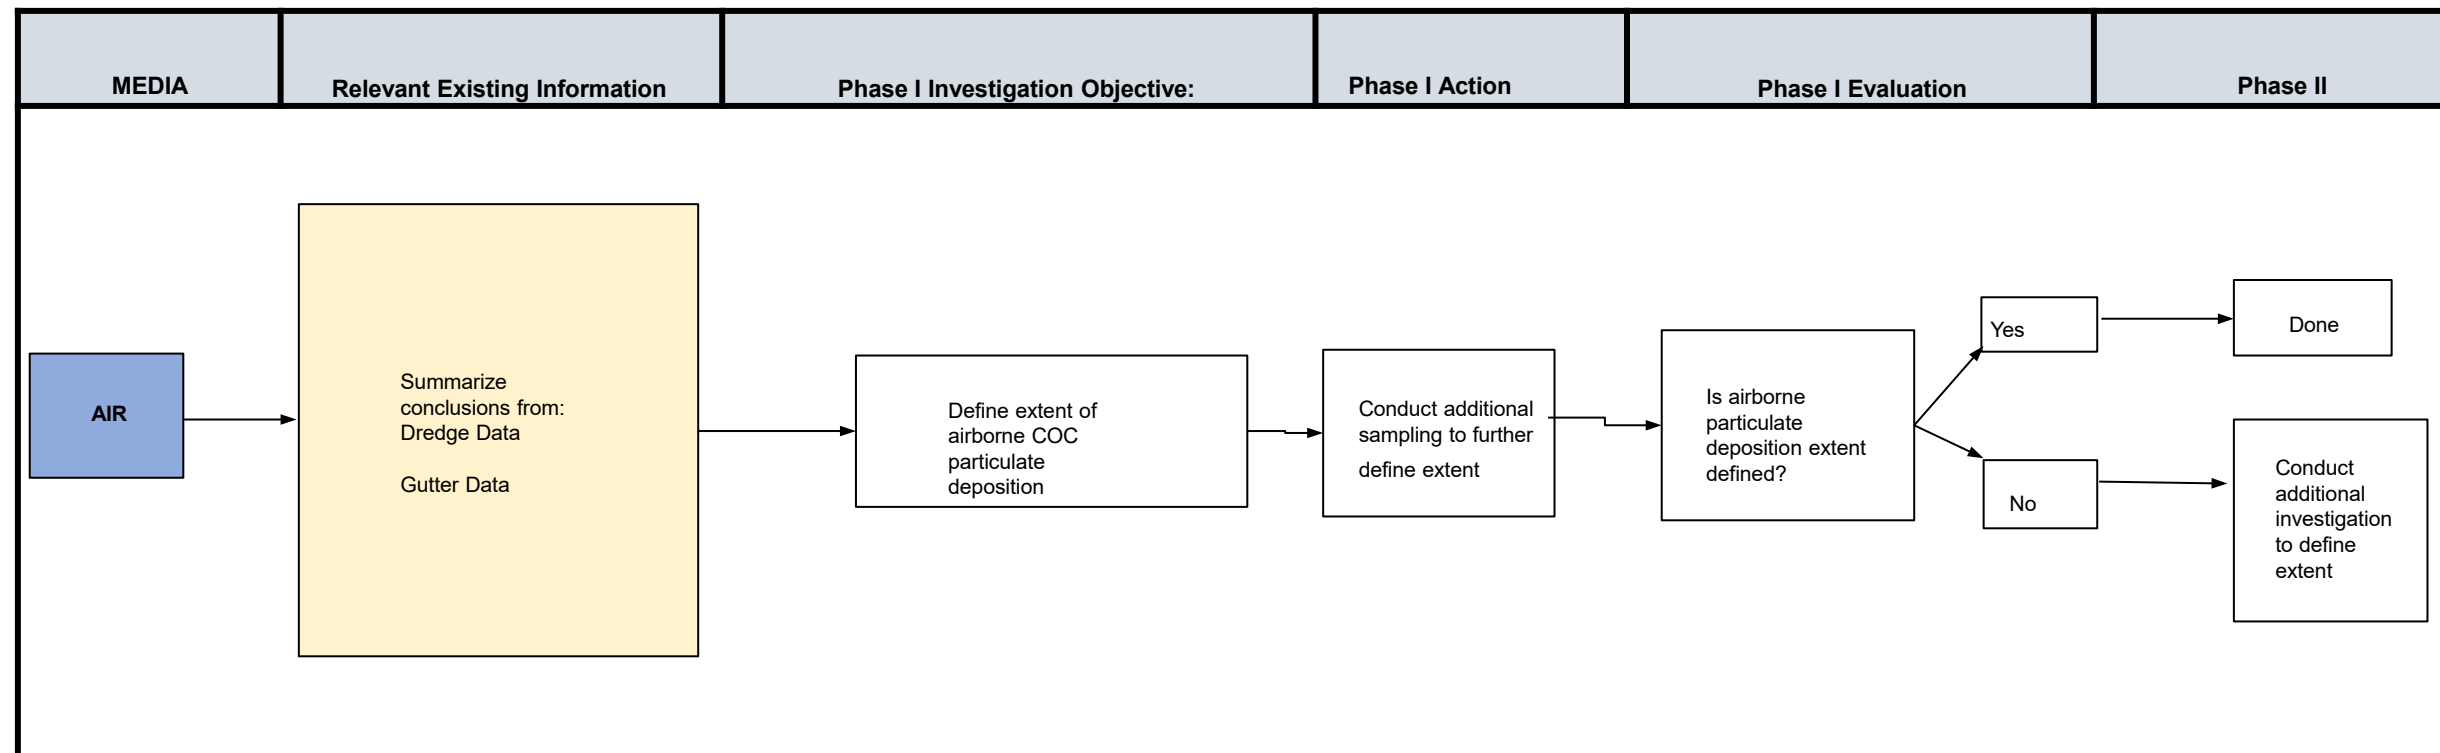 MEDIA
Relevant Existing Information
Phase I Investigation Objective:
Phase I Action
Phase I Evaluation
Phase II
AIR
Summarize
conclusions from:
Dredge Data
Gutter Data
Define extent of
airborne COC
particulate
deposition
Conduct additional
sampling to further
define extent
Is airborne
particulate
deposition extent
defined?
Yes
Done
No
Conduct
additional
investigation
to define
extent